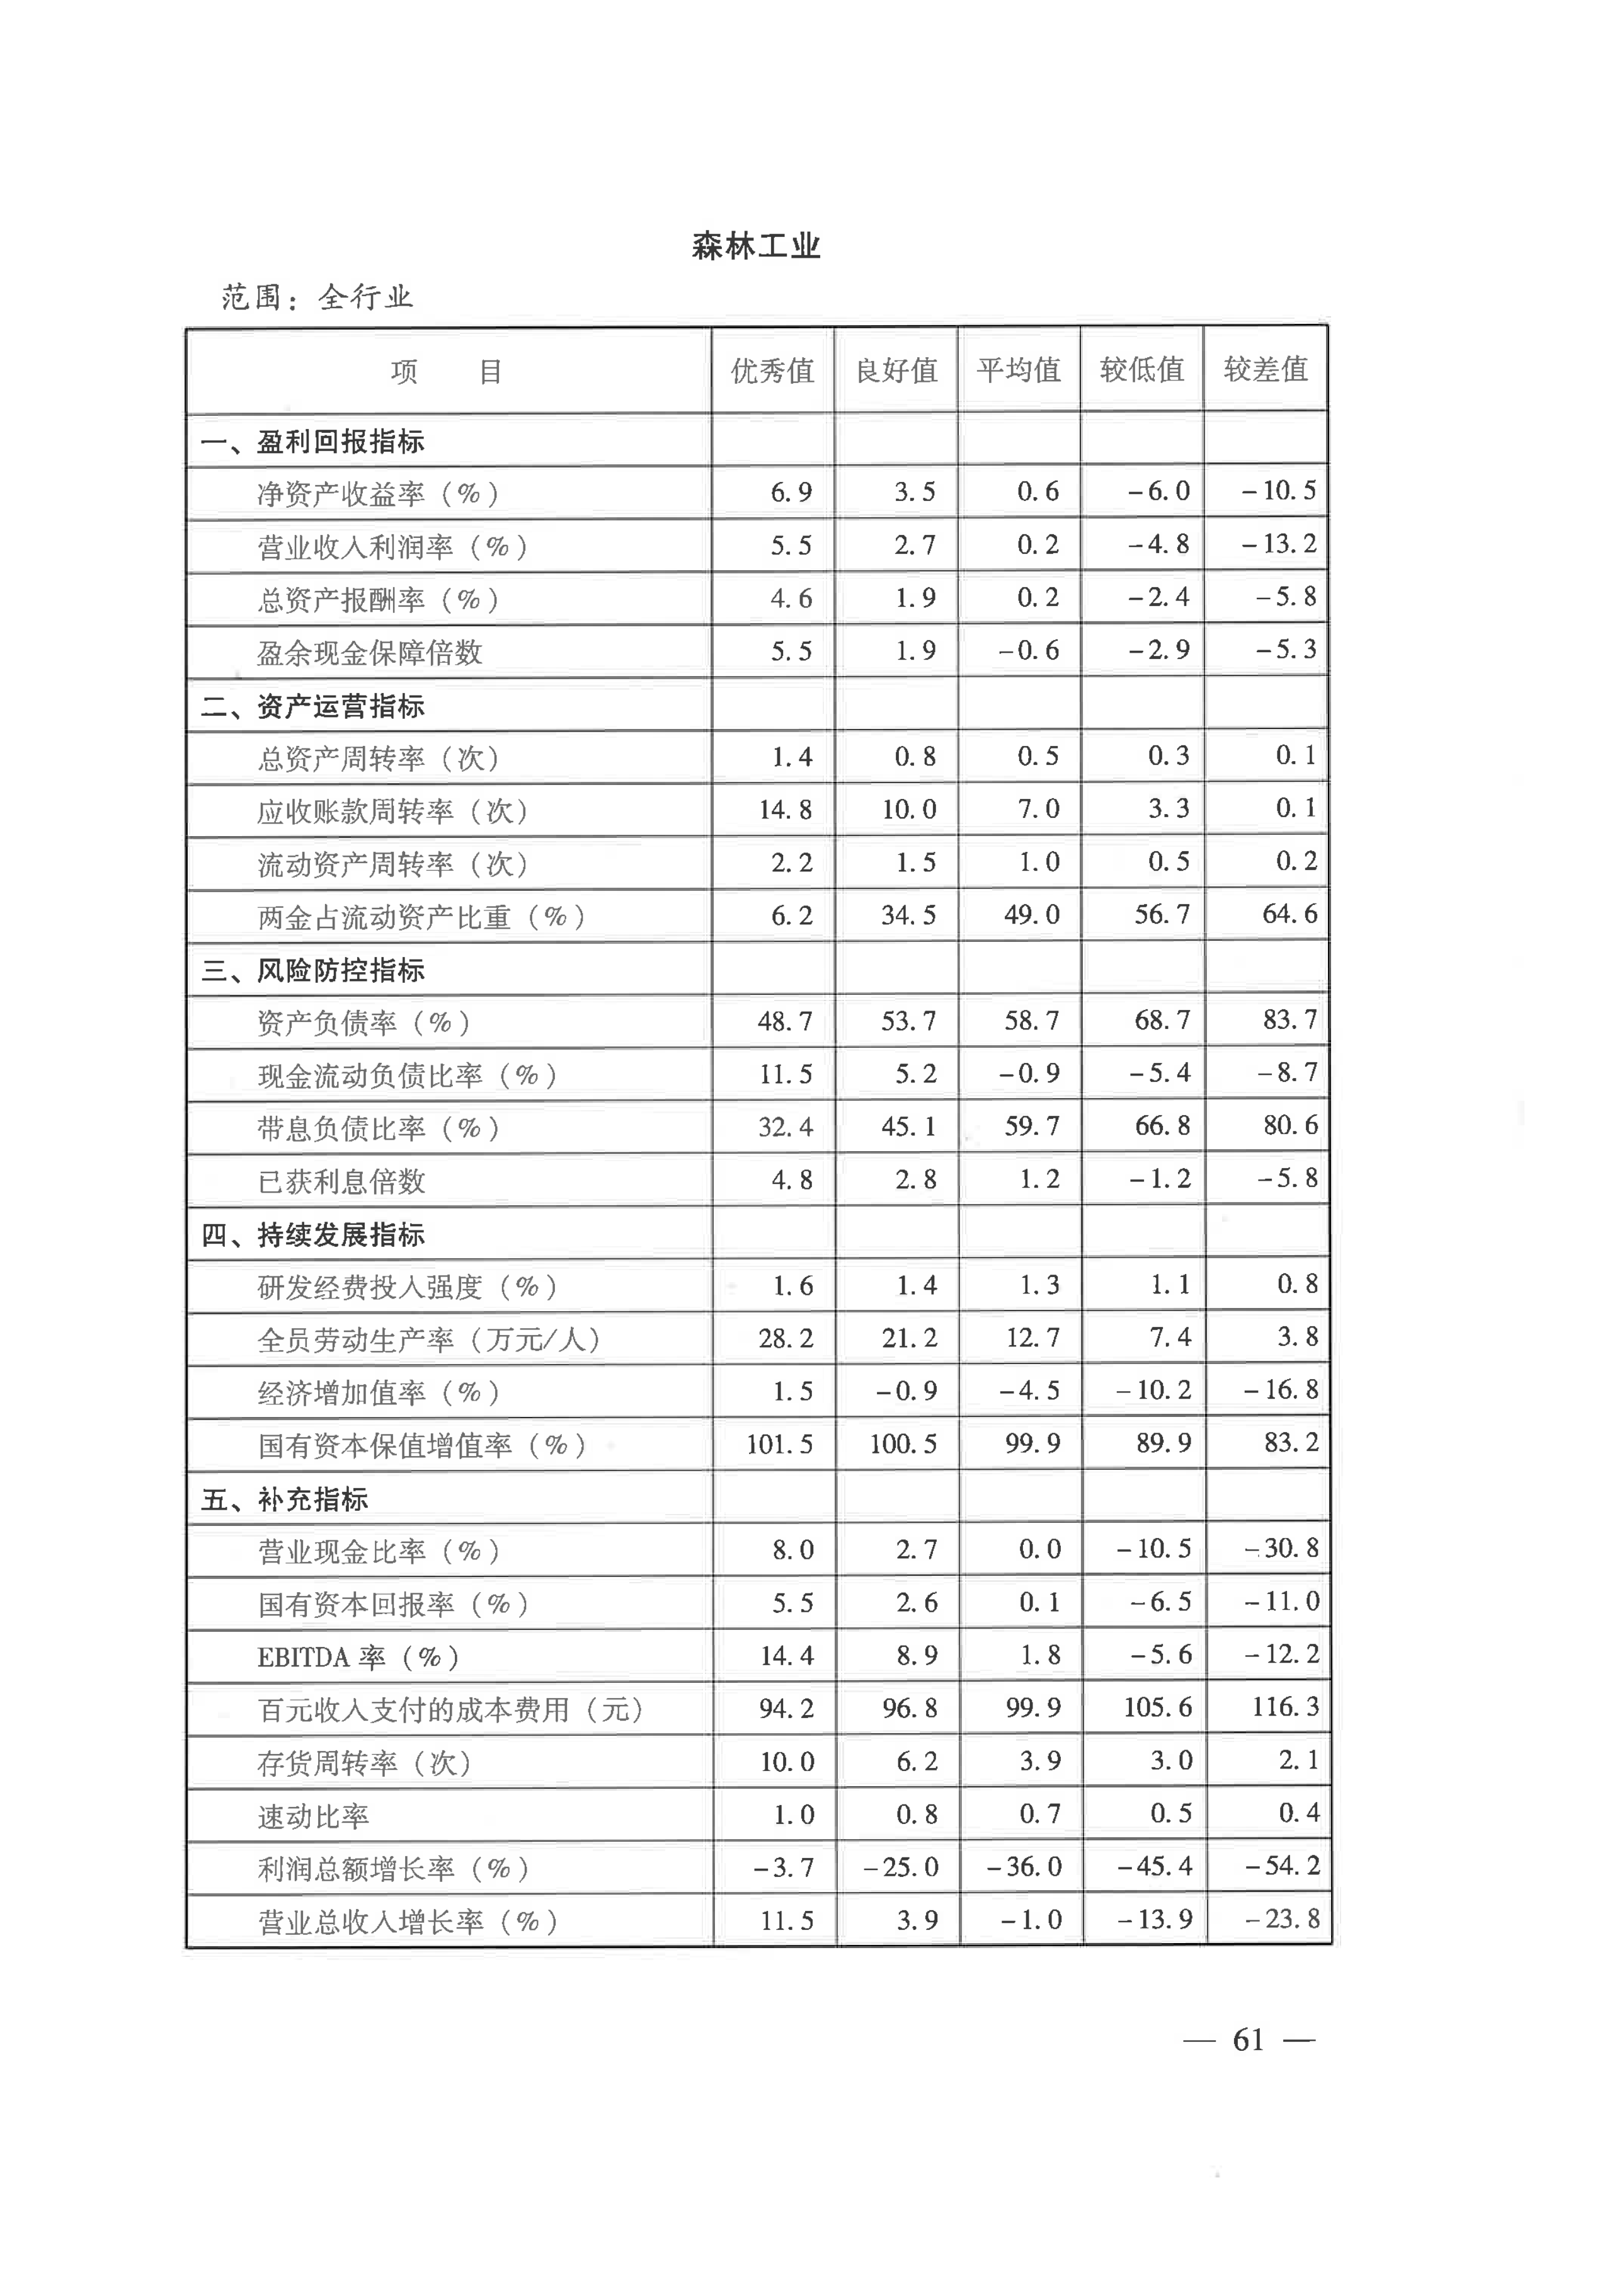 森林工业
范围：全行业
项 目 优秀值 良好值 平均值 较低值 较差值
一、盈利回报指标
净资产收益率（%） 6.9 3.5 0.6 -6.0 -10.5
营业收入利润率（%） 5.5 2.7 0.2 -4.8 -13.2
总资产报酬率（%） 4.6 1.9 0.2 -2.4 -5.8
盈余现金保障倍数 5.5 1.9 -0.6 -2.9 -5.3
二、资产运营指标
总资产周转率（次） 1.4 0.8 0.5 0.3 0.1
应收账款周转率（次） 14.8 10.0 7.0 3.3 0.1
流动资产周转率（次） 2.2 1.5 1.0 0.5 0.2
两金占流动资产比重（%） 6.2 34.5 49.0 56.7 64.6
三、风险防控指标
资产负债率（%） 48.7 53.7 58.7 68.7 83.7
现金流动负债比率（%） 11.5 5.2 -0.9 -5.4 -8.7
带息负债比率（%） 32.4 45.1 59.7 66.8 80.6
已获利息倍数 4.8 2.8 1.2 -1.2 -5.8
四、持续发展指标
研发经费投入强度（%） 1.6 1.4 1.3 1.1 0.8
全员劳动生产率（万元/人） 28.2 21.2 12.7 7.4 3.8
经济增加值率（%） 1.5 -0.9 -4.5 -10.2 -16.8
国有资本保值增值率（%） 101.5 100.5 99.9 89.9 83.2
五、补充指标
营业现金比率（%） 8.0 2.7 0.0 -10.5 -30.8
国有资本回报率（%） 5.5 2.6 0.1 -6.5 -11.0
EBITDA 率（%） 14.4 8.9 1.8 -5.6 -12.2
百元收入支付的成本费用（元） 94.2 96.8 99.9 105.6 116.3
存货周转率（次） 10.0 6.2 3.9 3.0 2.1
速动比率 1.0 0.8 0.7 0.5 0.4
利润总额增长率（%） -3.7 -25.0 -36.0 -45.4 -54.2
营业总收入增长率（%） 11.5 3.9 -1.0 -13.9 -23.8
— 61 —